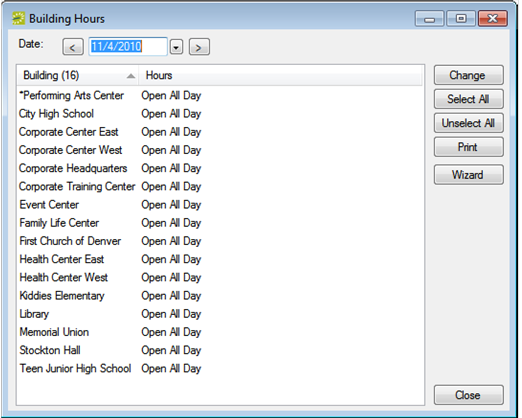 Building Hours
Date: < 11/4/2010 >
Building (16) Hours
*Performing Arts Center Open All Day
City High School Open All Day
Corporate Center East Open All Day
Corporate Center West Open All Day
Corporate Headquarters Open All Day
Corporate Training Center Open All Day
Event Center Open All Day
Family Life Center Open All Day
First Church of Denver Open All Day
Health Center East Open All Day
Health Center West Open All Day
Kiddies Elementary Open All Day
Library Open All Day
Memorial Union Open All Day
Stockton Hall Open All Day
Teen Junior High School Open All Day
Change
Select All
Unselect All
Print
Wizard
Close